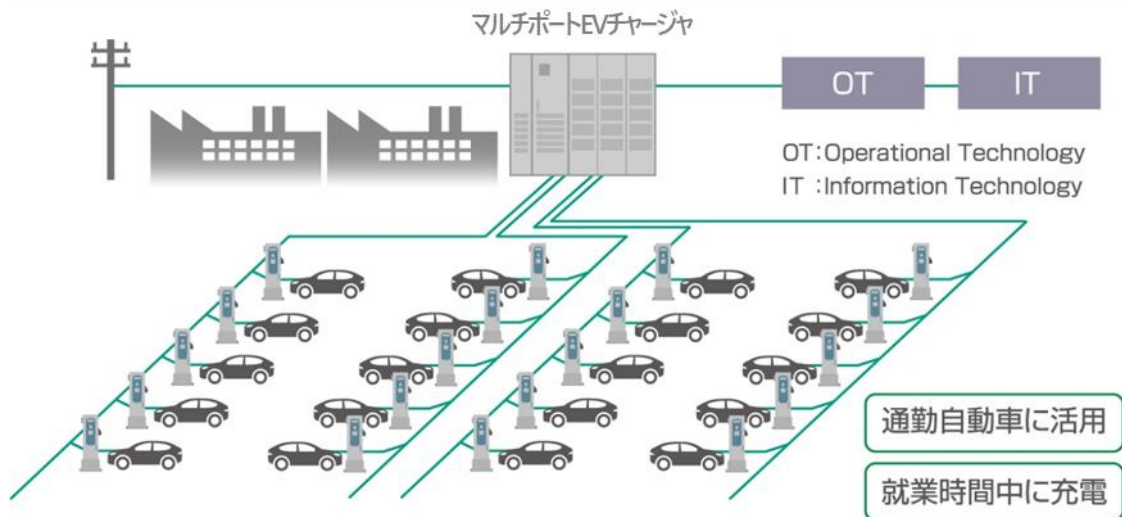 マルチポートEVチャージャ
OT
IT
OT：Operational Technology
IT ：Information Technology
通勤自動車に活用
就業時間中に充電